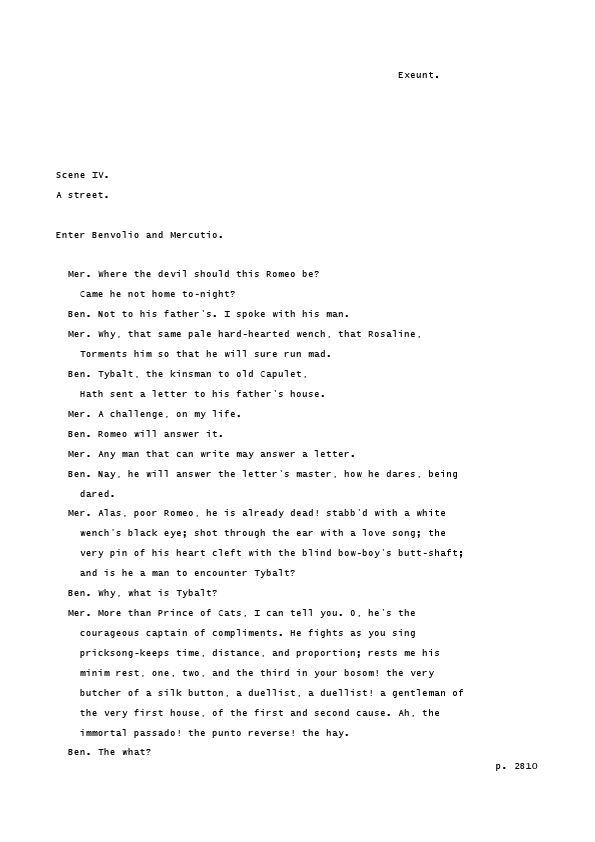 Exeunt.
Scene IV.
A street.
Enter Benvolio and Mercutio.
Mer. Where the devil should this Romeo be?
Came he not home to-night?
Ben. Not to his father's. I spoke with his man.
Mer. Why, that same pale hard-hearted wench, that Rosaline,
Torments him so that he will sure run mad.
Ben. Tybalt, the kinsman to old Capulet,
Hath sent a letter to his father's house.
Mer. A challenge, on my life.
Ben. Romeo will answer it.
Mer. Any man that can write may answer a letter.
Ben. Nay, he will answer the letter's master, how he dares, being
dared.
Mer. Alas, poor Romeo, he is already dead! stabb'd with a white
wench's black eye; shot through the ear with a love song; the
very pin of his heart cleft with the blind bow-boy's butt-shaft;
and is he a man to encounter Tybalt?
Ben. Why, what is Tybalt?
Mer. More than Prince of Cats, I can tell you. O, he's the
courageous captain of compliments. He fights as you sing
pricksong-keeps time, distance, and proportion; rests me his
minim rest, one, two, and the third in your bosom! the very
butcher of a silk button, a duellist, a duellist! a gentleman of
the very first house, of the first and second cause. Ah, the
immortal passado! the punto reverse! the hay.
Ben. The what?
p. 2810